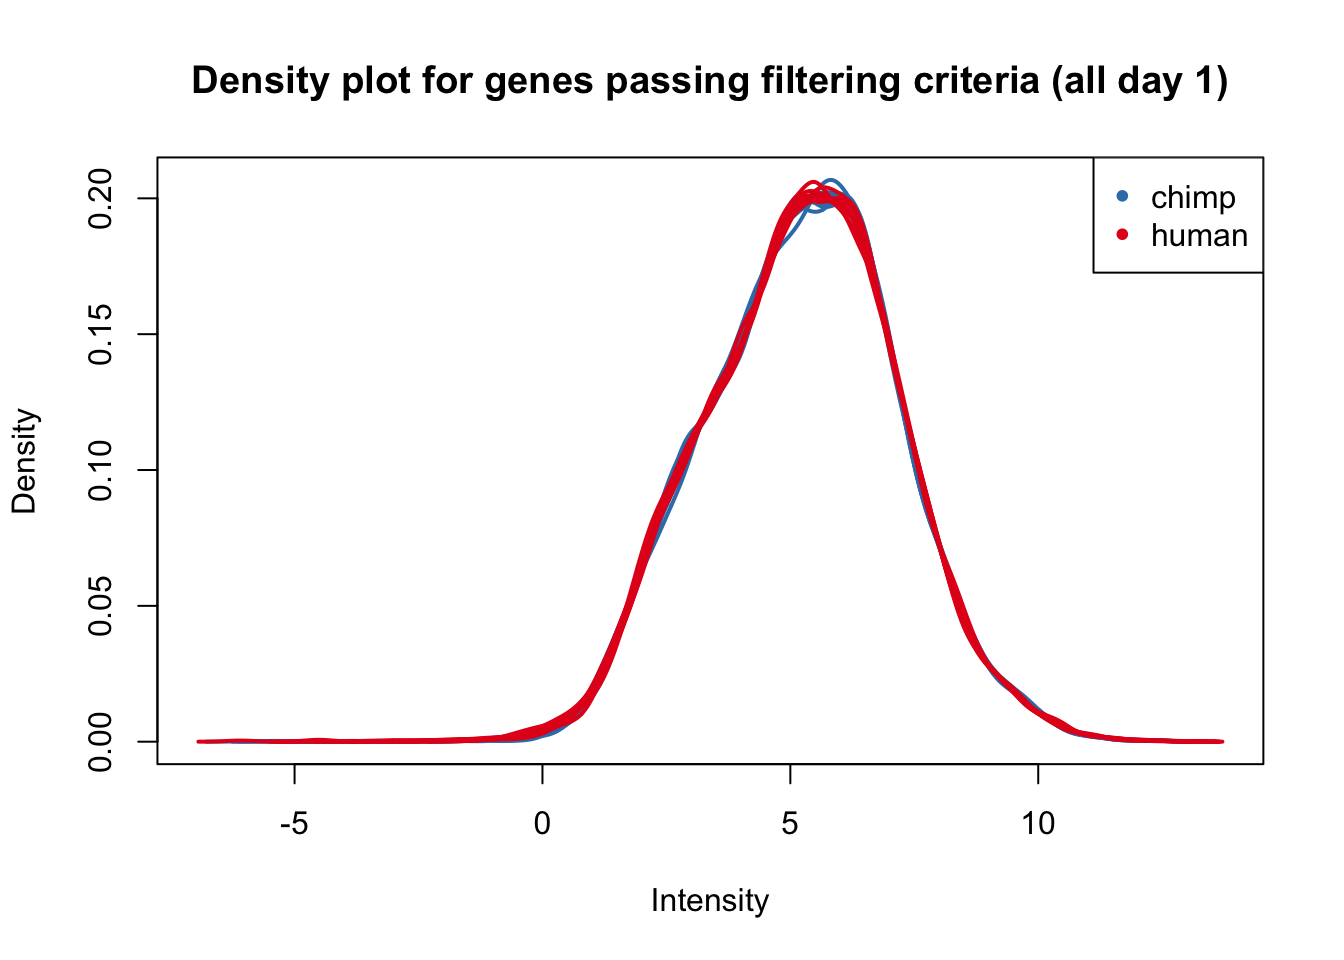 Density plot for genes passing filtering criteria (all day 1)
chimp
human
Density
0.20
0.15
0.10
0.05
0.00
-5
0
5
10
Intensity